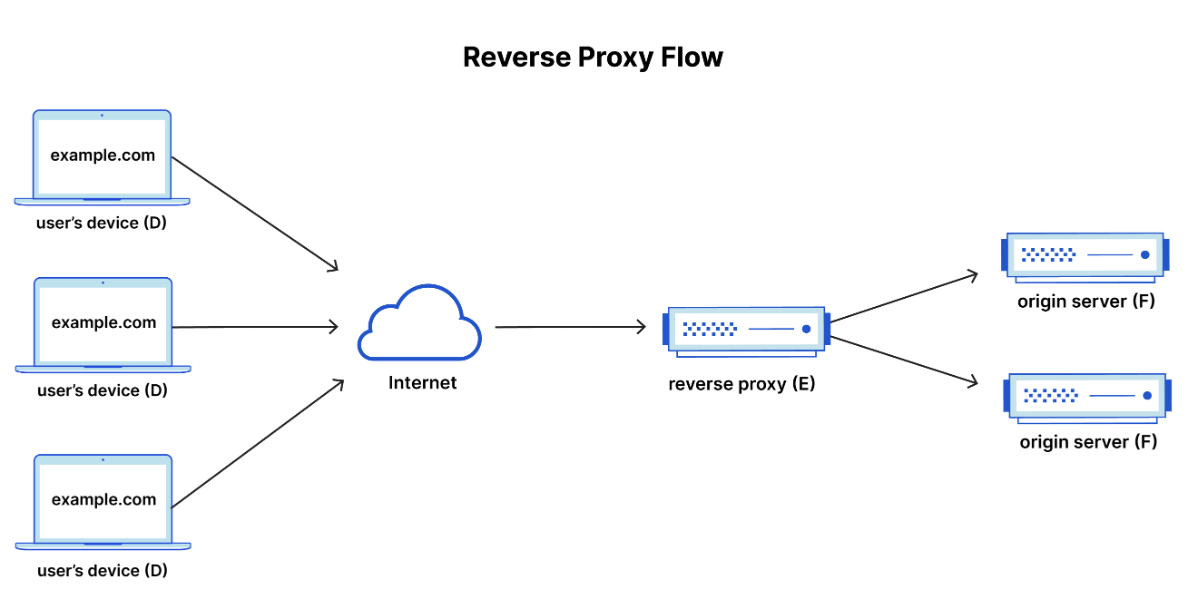 Reverse Proxy Flow
example.com
user’s device (D)
example.com
user’s device (D)
example.com
user’s device (D)
Internet
reverse proxy (E)
origin server (F)
origin server (F)